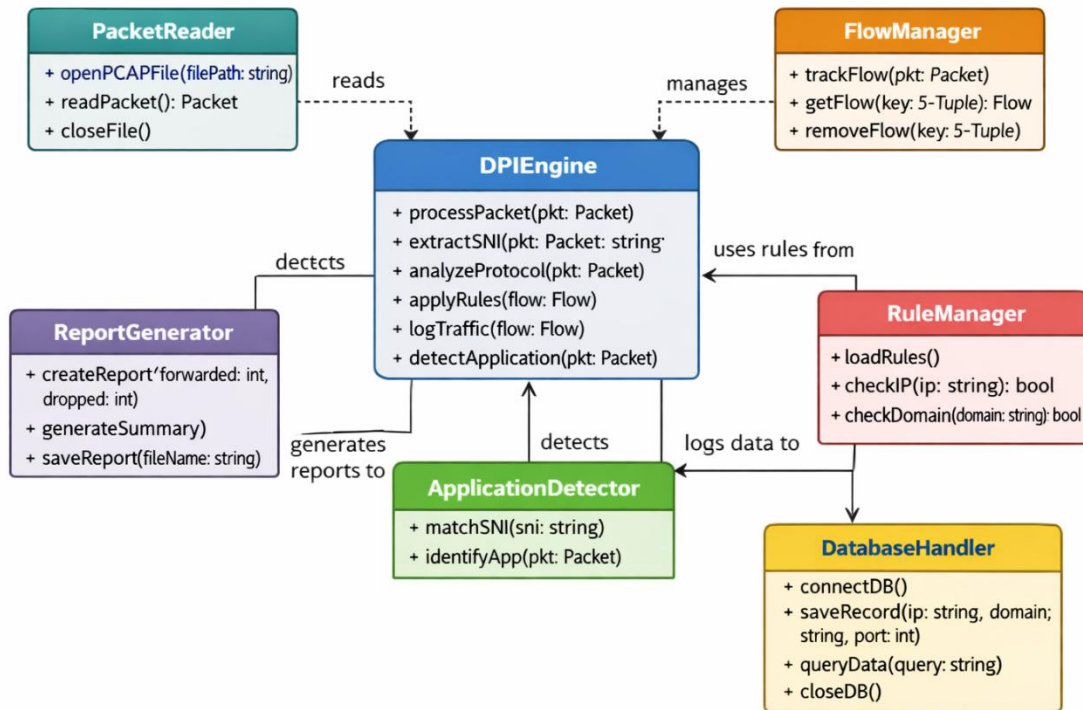 PacketReader
+ openPCAPFile(filePath: string)
+ readPacket(): Packet
+ closeFile()
reads
manages
FlowManager
+ trackFlow(pkt: Packet)
+ getFlow(key: 5-Tuple): Flow
+ removeFlow(key: 5-Tuple)
DPIEngine
+ processPacket(pkt: Packet)
+ extractSNI(pkt: Packet: string·
+ analyzeProtocol(pkt: Packet)
+ applyRules(flow: Flow)
+ logTraffic(flow: Flow)
+ detectApplication(pkt: Packet)
dectcts
uses rules from
ReportGenerator
+ createReport‘forwarded: int,
dropped: int)
+ generateSummary)
+ saveReport(fileName: string)
RuleManager
+ loadRules()
+ checkIP(ip: string): bool
+ checkDomain(domain: string): bool
generates
reports to
detects
logs data to
ApplicationDetector
+ matchSNI(sni: string)
+ identifyApp(pkt: Packet)
DatabaseHandler
+ connectDB()
+ saveRecord(ip: string, domain;
string, port: int)
+ queryData(query: string)
+ closeDB()